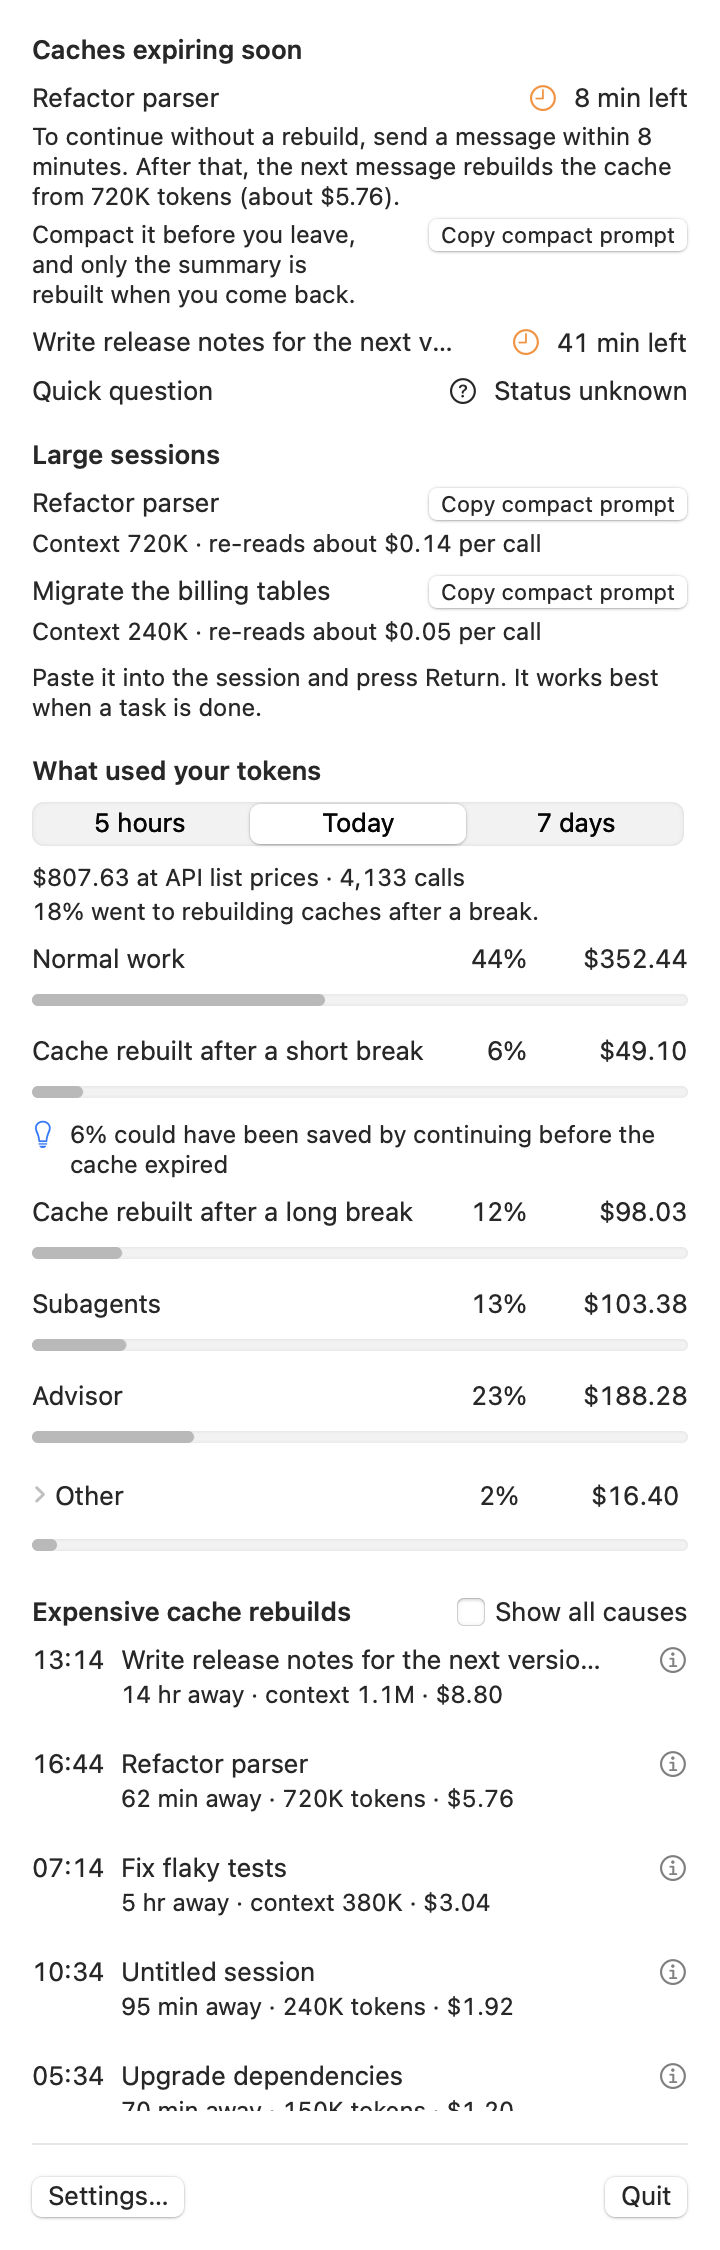 Caches expiring soon
Refactor parser 8 min left
To continue without a rebuild, send a message within 8
minutes. After that, the next message rebuilds the cache
from 720K tokens (about $5.76).
Compact it before you leave, Copy compact prompt
and only the summary is
rebuilt when you come back.
Write release notes for the next v... 41 min left
Quick question Status unknown
Large sessions
Refactor parser Copy compact prompt
Context 720K · re-reads about $0.14 per call
Migrate the billing tables Copy compact prompt
Context 240K · re-reads about $0.05 per call
Paste it into the session and press Return. It works best
when a task is done.
What used your tokens
5 hours Today 7 days
$807.63 at API list prices · 4,133 calls
18% went to rebuilding caches after a break.
Normal work 44% $352.44
Cache rebuilt after a short break 6% $49.10
6% could have been saved by continuing before the
cache expired
Cache rebuilt after a long break 12% $98.03
Subagents 13% $103.38
Advisor 23% $188.28
Other 2% $16.40
Expensive cache rebuilds Show all causes
13:14 Write release notes for the next versio...
14 hr away · context 1.1M · $8.80
16:44 Refactor parser
62 min away · 720K tokens · $5.76
07:14 Fix flaky tests
5 hr away · context 380K · $3.04
10:34 Untitled session
95 min away · 240K tokens · $1.92
05:34 Upgrade dependencies
70 min away · 150K tokens · $1.20
Settings... Quit